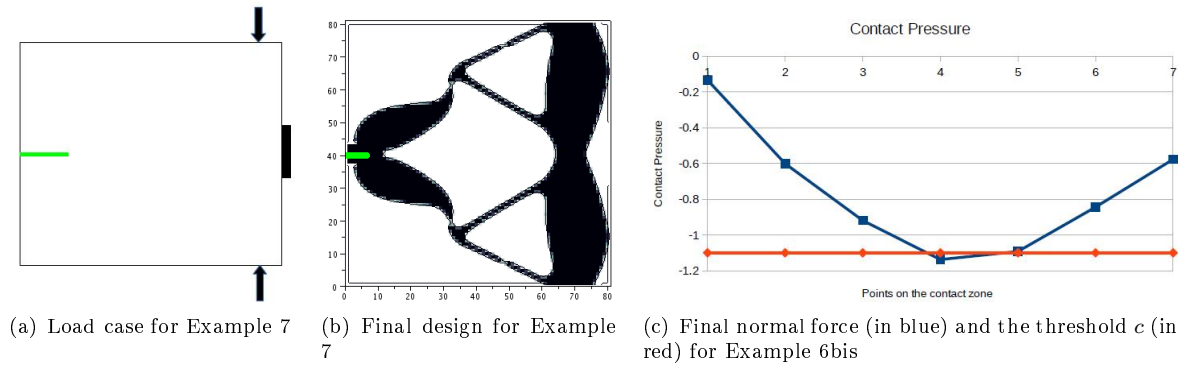 80
70
60
50
40
30
20
10
0
0 10 20 30 40 50 60 70 80
Contact Pressure
0
-0.2
-0.4
-0.6
-0.8
-1
-1.2
1 2 3 4 5 6 7
Contact Pressure
Points on the contact zone
(a) Load case for Example 7
(b) Final design for Example
7
(c) Final normal force (in blue) and the threshold c (in
red) for Example 6bis